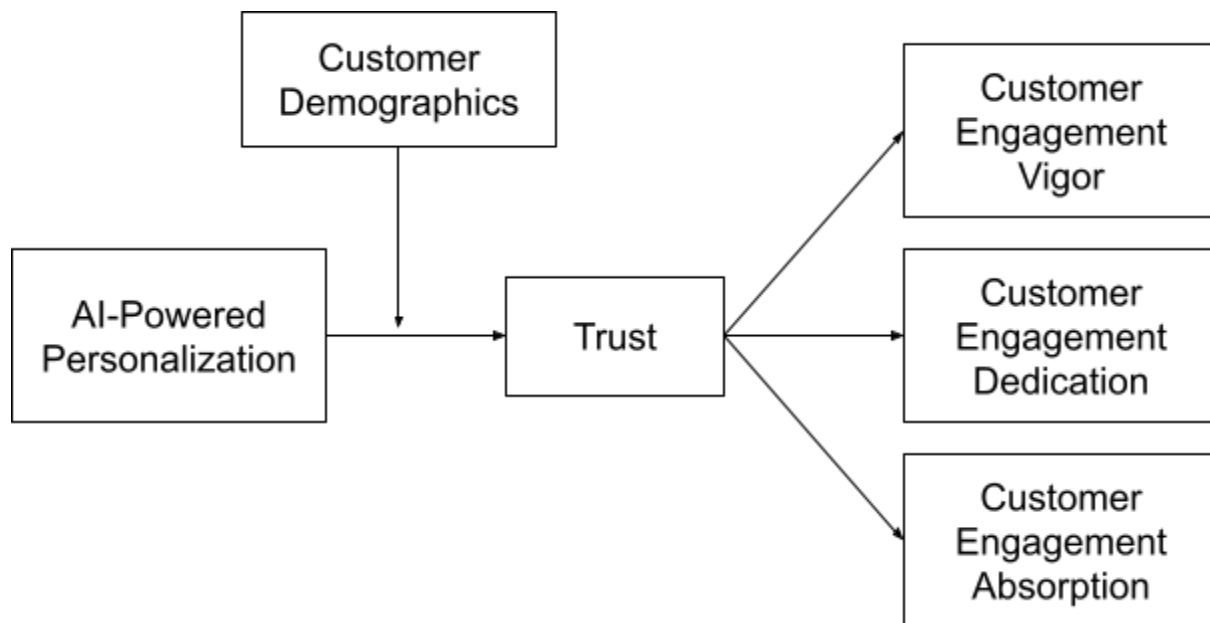 Customer
Demographics
AI-Powered
Personalization
Trust
Customer
Engagement
Vigor
Customer
Engagement
Dedication
Customer
Engagement
Absorption